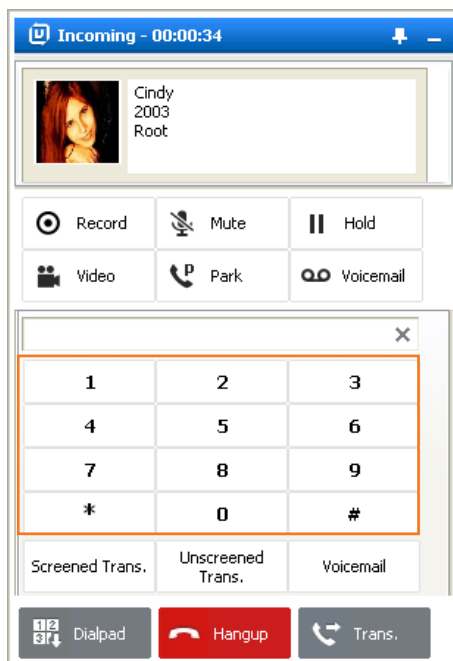 Incoming - 00:00:34
Cindy
2003
Root
Record Mute Hold
Video Park Voicemail
1 2 3
4 5 6
7 8 9
* 0 #
Screened Trans. Unscreened Trans. Voicemail
Dialpad Hangup Trans.